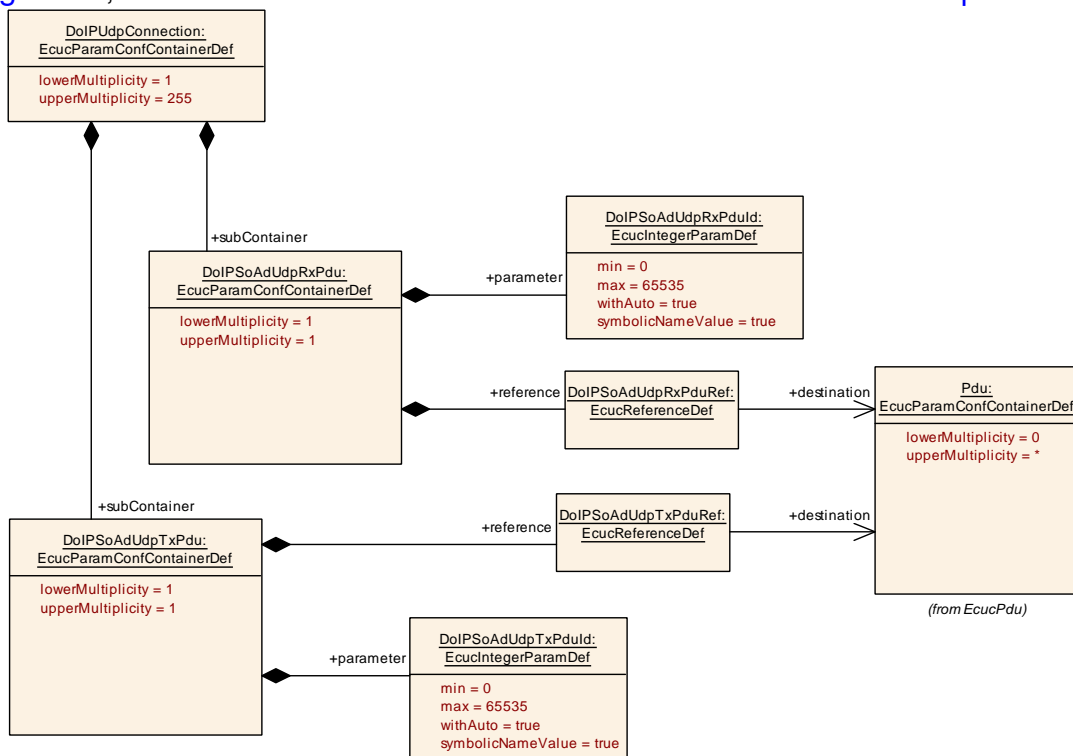 DoIPUdpConnection:
EcucParamConfContainerDef
lowerMultiplicity = 1
upperMultiplicity = 255
+subContainer
DoIPSoAdUdpRxPdu:
EcucParamConfContainerDef
lowerMultiplicity = 1
upperMultiplicity = 1
+parameter
DoIPSoAdUdpRxPduId:
EcucIntegerParamDef
min = 0
max = 65535
withAuto = true
symbolicNameValue = true
+reference
DoIPSoAdUdpRxPduRef:
EcucReferenceDef
+destination
Pdu:
EcucParamConfContainerDef
lowerMultiplicity = 0
upperMultiplicity = *
(from EcucPdu)
+subContainer
DoIPSoAdUdpTxPdu:
EcucParamConfContainerDef
lowerMultiplicity = 1
upperMultiplicity = 1
+reference
DoIPSoAdUdpTxPduRef:
EcucReferenceDef
+destination
+parameter
DoIPSoAdUdpTxPduId:
EcucIntegerParamDef
min = 0
max = 65535
withAuto = true
symbolicNameValue = true